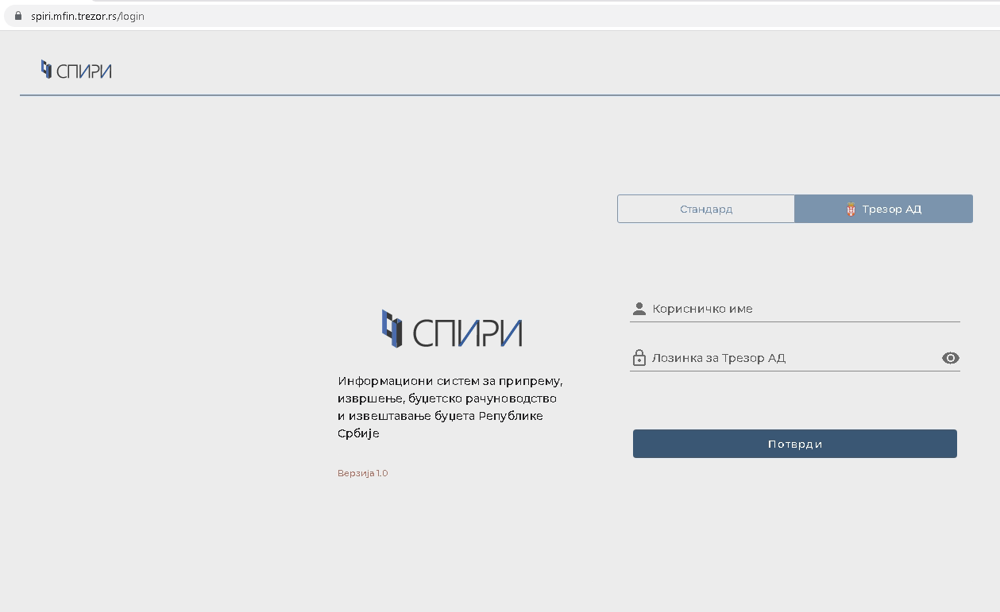 spiri.mfin.trezor.rs/login
СПИРИ
Стандард
Трезор АД
Корисничко име
Лозинка за Трезор АД
Потврди
СПИРИ
Информациони систем за припрему,
извршење, буџетско рачуноводство
и извештавање буџета Републике
Србије
Верзија 1.0